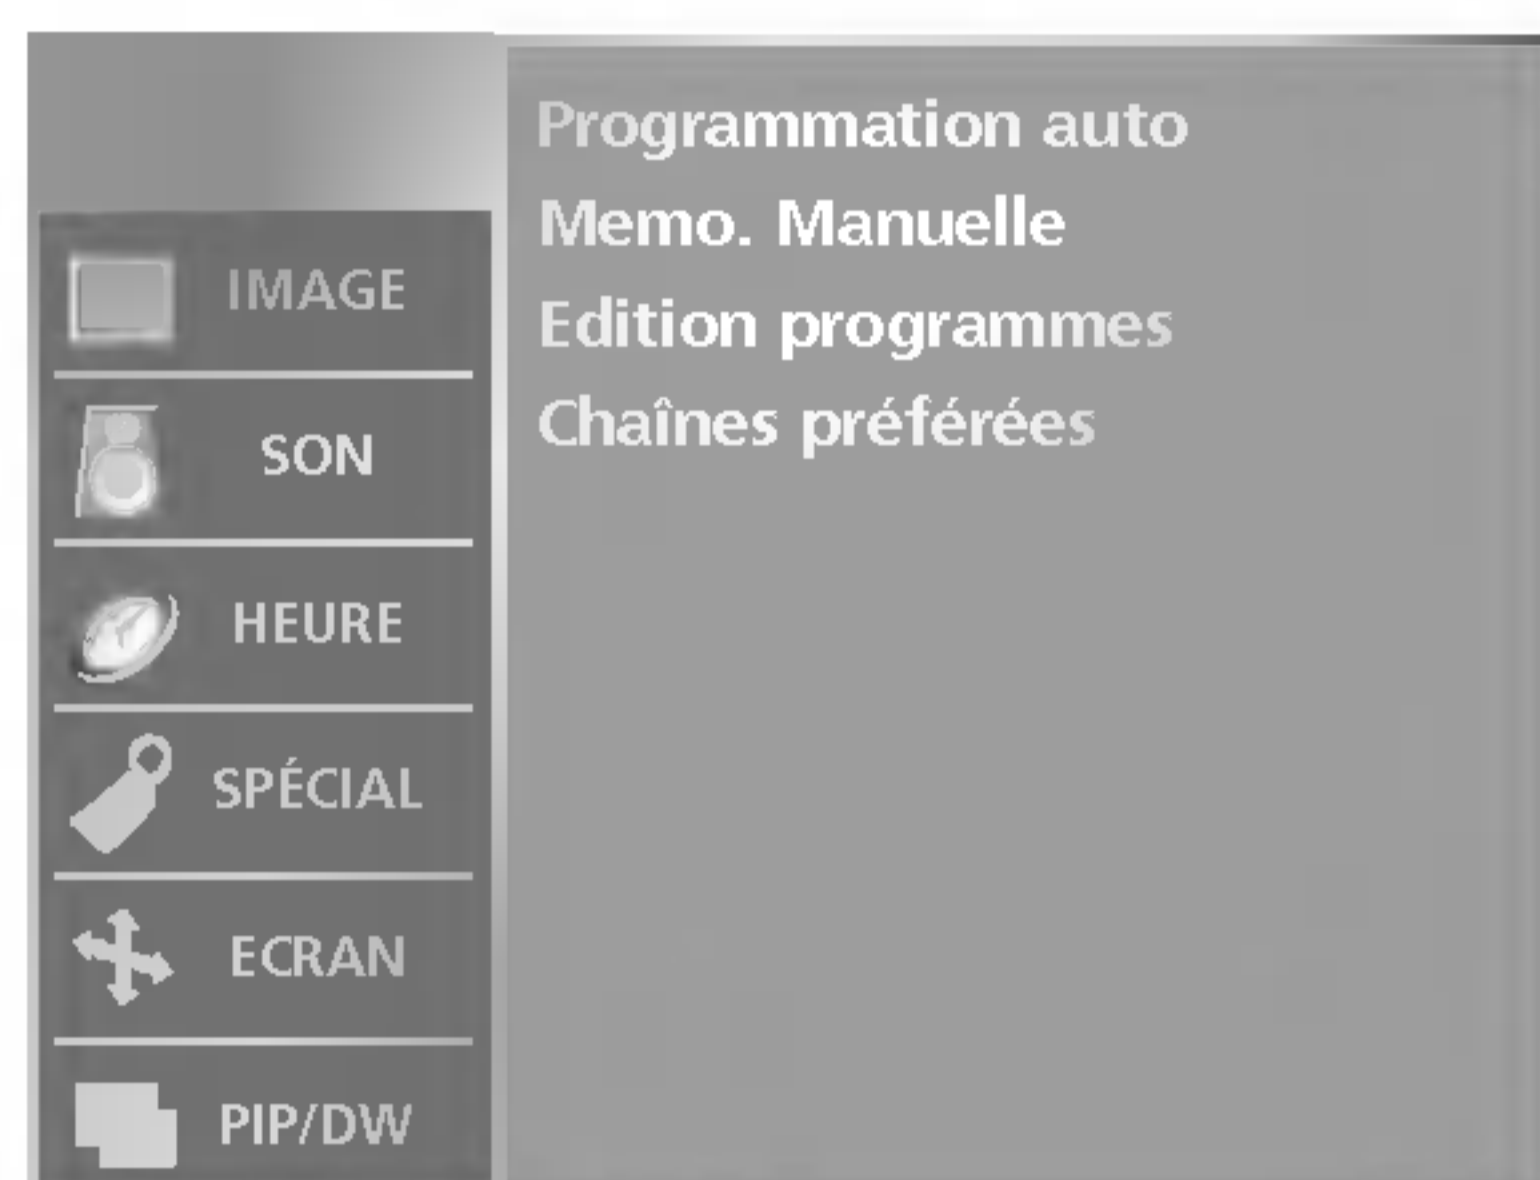 Programmation auto
Memo. Manuelle
Edition programmes
Chaînes préférées
IMAGE
SON
HEURE
SPÉCIAL
ECRAN
PIP/DW